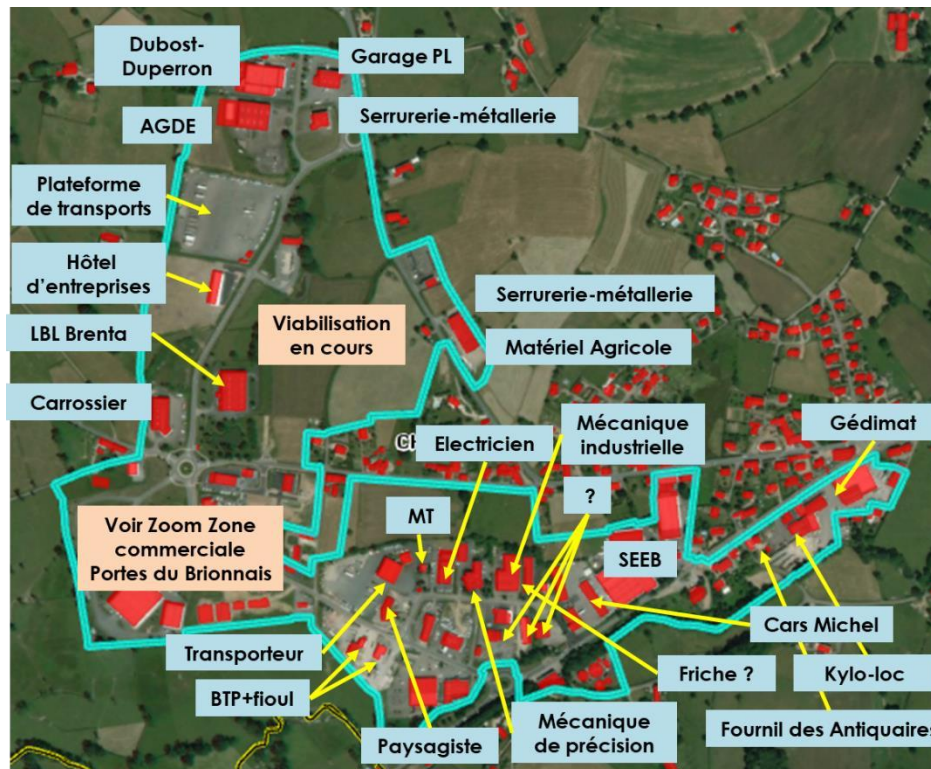 Dubost-
Duperron
Garage PL
AGDE
Serrurerie-métallerie
Plateforme
de transports
Hôtel
d'entreprises
Serrurerie-métallerie
Viabilisation
en cours
LBL Brenta
Matériel Agricole
Carrossier
Mécanique
industrielle
Gédimat
CH
Electricien
?
MT
Voir Zoom Zone
commerciale
Portes du Brionnais
SEEB
Cars Michel
Transporteur
Friche ?
Kylo-loc
BTP+fioul
Paysagiste
Mécanique
de précision
Fournil des Antiquaires